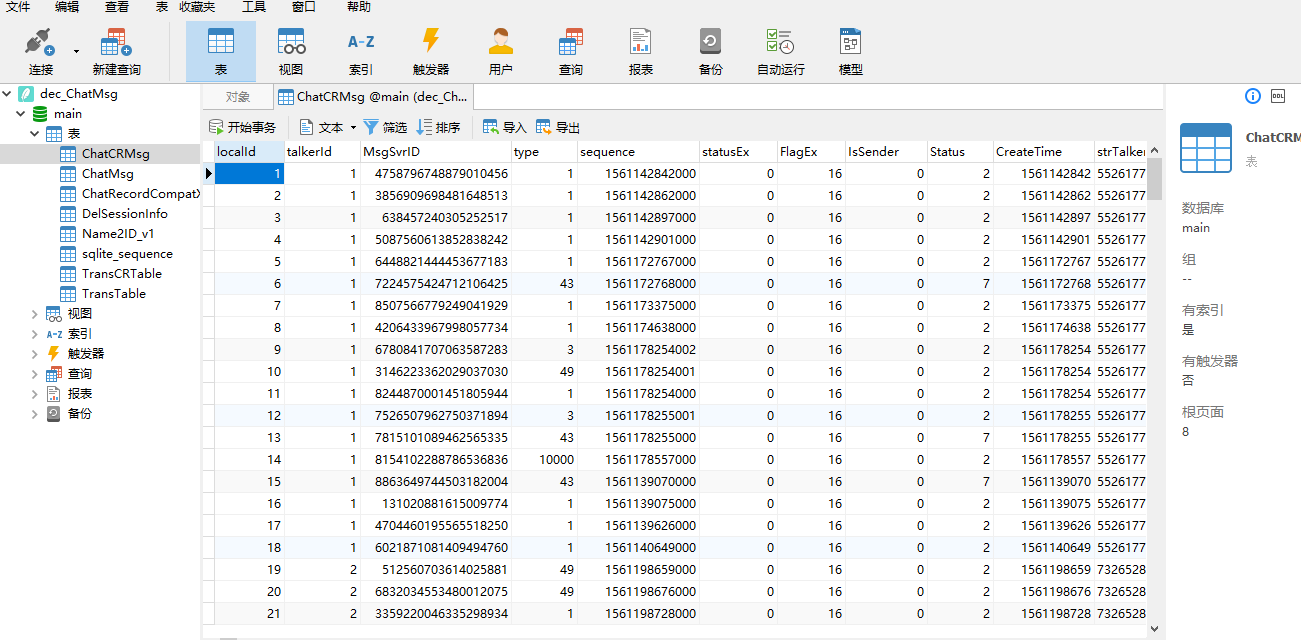 文件 编辑 查看 表 收藏夹 工具 窗口 帮助
连接 新建查询 表 视图 A-Z 索引 触发器 用户 查询 报表 备份 自动运行 模型
dec_ChatMsg
main
表
ChatCRMsg
ChatMsg
ChatRecordCompatX
DelSessionInfo
Name2ID_v1
sqlite_sequence
TransCRTable
TransTable
视图
A-Z 索引
触发器
查询
报表
备份
对象 ChatCRMsg @main (dec_Ch...
开始事务 文本 筛选 排序 导入 导出
localId talkerId MsgSvrID type sequence statusEx FlagEx IsSender Status CreateTime strTalker
1 1 4758796748879010456 1 1561142842000 0 16 0 2 1561142842 5526177
2 1 3856909698481648513 1 1561142862000 0 16 0 2 1561142862 5526177
3 1 638457240305252517 1 1561142897000 0 16 0 2 1561142897 5526177
4 1 5087560613852838242 1 1561142901000 0 16 0 2 1561142901 5526177
5 1 6448821444453677183 1 1561172767000 0 16 0 2 1561172767 5526177
6 1 7224575424712106425 43 1561172768000 0 16 0 7 1561172768 5526177
7 1 8507566779249041929 1 1561173375000 0 16 0 2 1561173375 5526177
8 1 4206433967998057734 1 1561174638000 0 16 0 2 1561174638 5526177
9 1 6780841707063587283 3 1561178254002 0 16 0 2 1561178254 5526177
10 1 3146223362029037030 49 1561178254001 0 16 0 2 1561178254 5526177
11 1 8244870001451805944 1 1561178254000 0 16 0 2 1561178254 5526177
12 1 7526507962750371894 3 1561178255001 0 16 0 2 1561178255 5526177
13 1 7815101089462565335 43 1561178255000 0 16 0 7 1561178255 5526177
14 1 8154102288786536836 10000 1561178557000 0 16 0 2 1561178557 5526177
15 1 8863649744503182004 43 1561139070000 0 16 0 7 1561139070 5526177
16 1 131020881615009774 1 1561139075000 0 16 0 2 1561139075 5526177
17 1 4704460195565518250 1 1561139626000 0 16 0 2 1561139626 5526177
18 1 6021871081409494760 1 1561140649000 0 16 0 2 1561140649 5526177
19 2 512560703614025881 49 1561198659000 0 16 0 2 1561198659 7326528
20 2 6832034553480012075 49 1561198676000 0 16 0 2 1561198676 7326528
21 2 3359220046335298934 1 1561198728000 0 16 0 2 1561198728 7326528
DDL
ChatCRM
表
数据库
main
组
--
有索引
是
有触发器
否
根页面
8